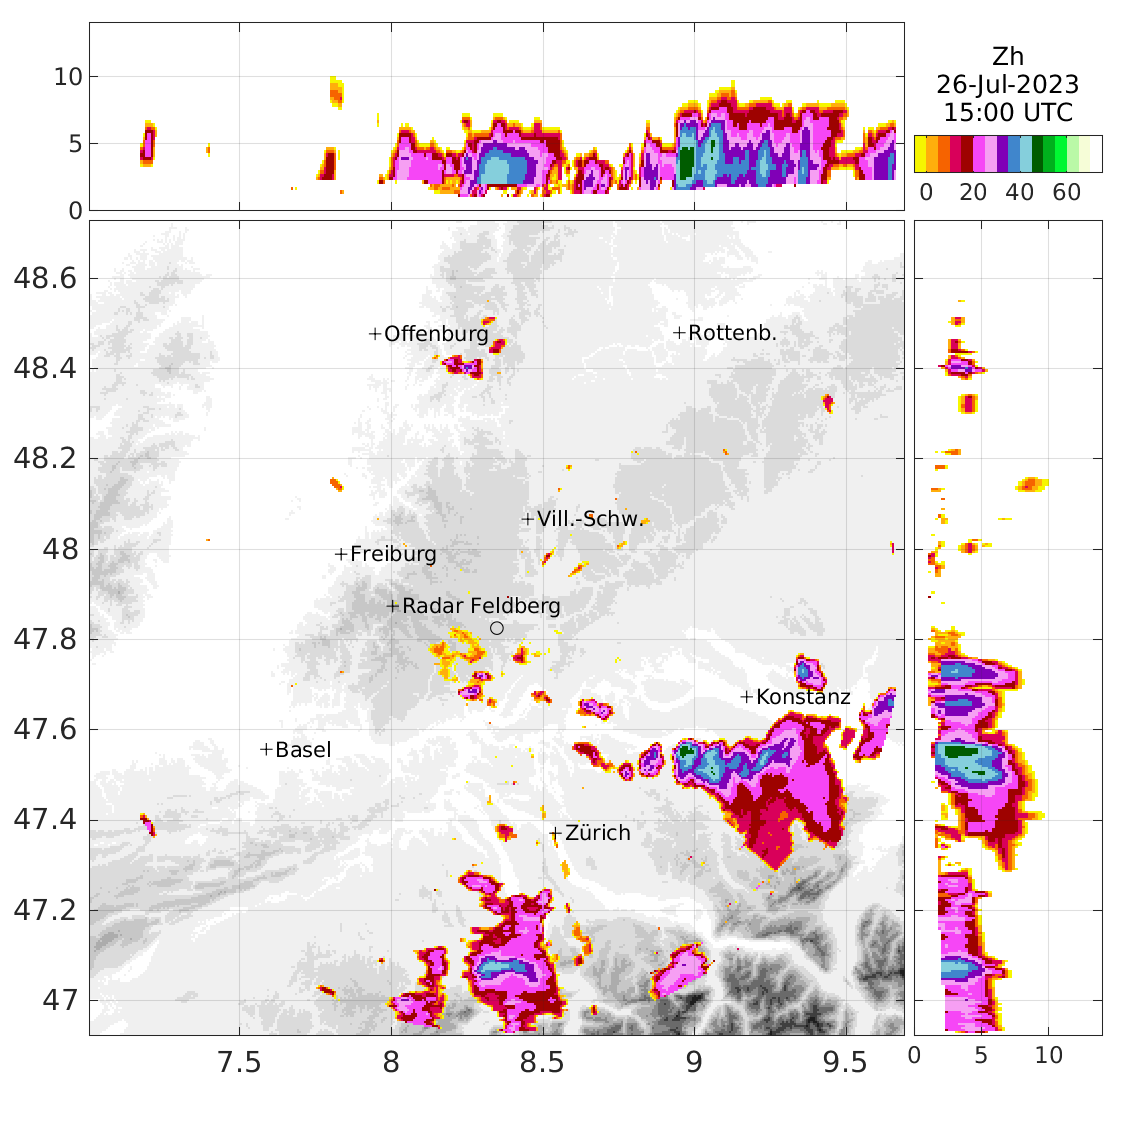 10
5
0
Zh
26-Jul-2023
15:00 UTC
0 20 40 60
48.6
48.4
48.2
48
47.8
47.6
47.4
47.2
47
+Offenburg
+Rottenb.
+Vill.-Schw.
+Freiburg
+Radar Feldberg
+Konstanz
+Basel
+Zürich
7.5 8 8.5 9 9.5
0 5 10